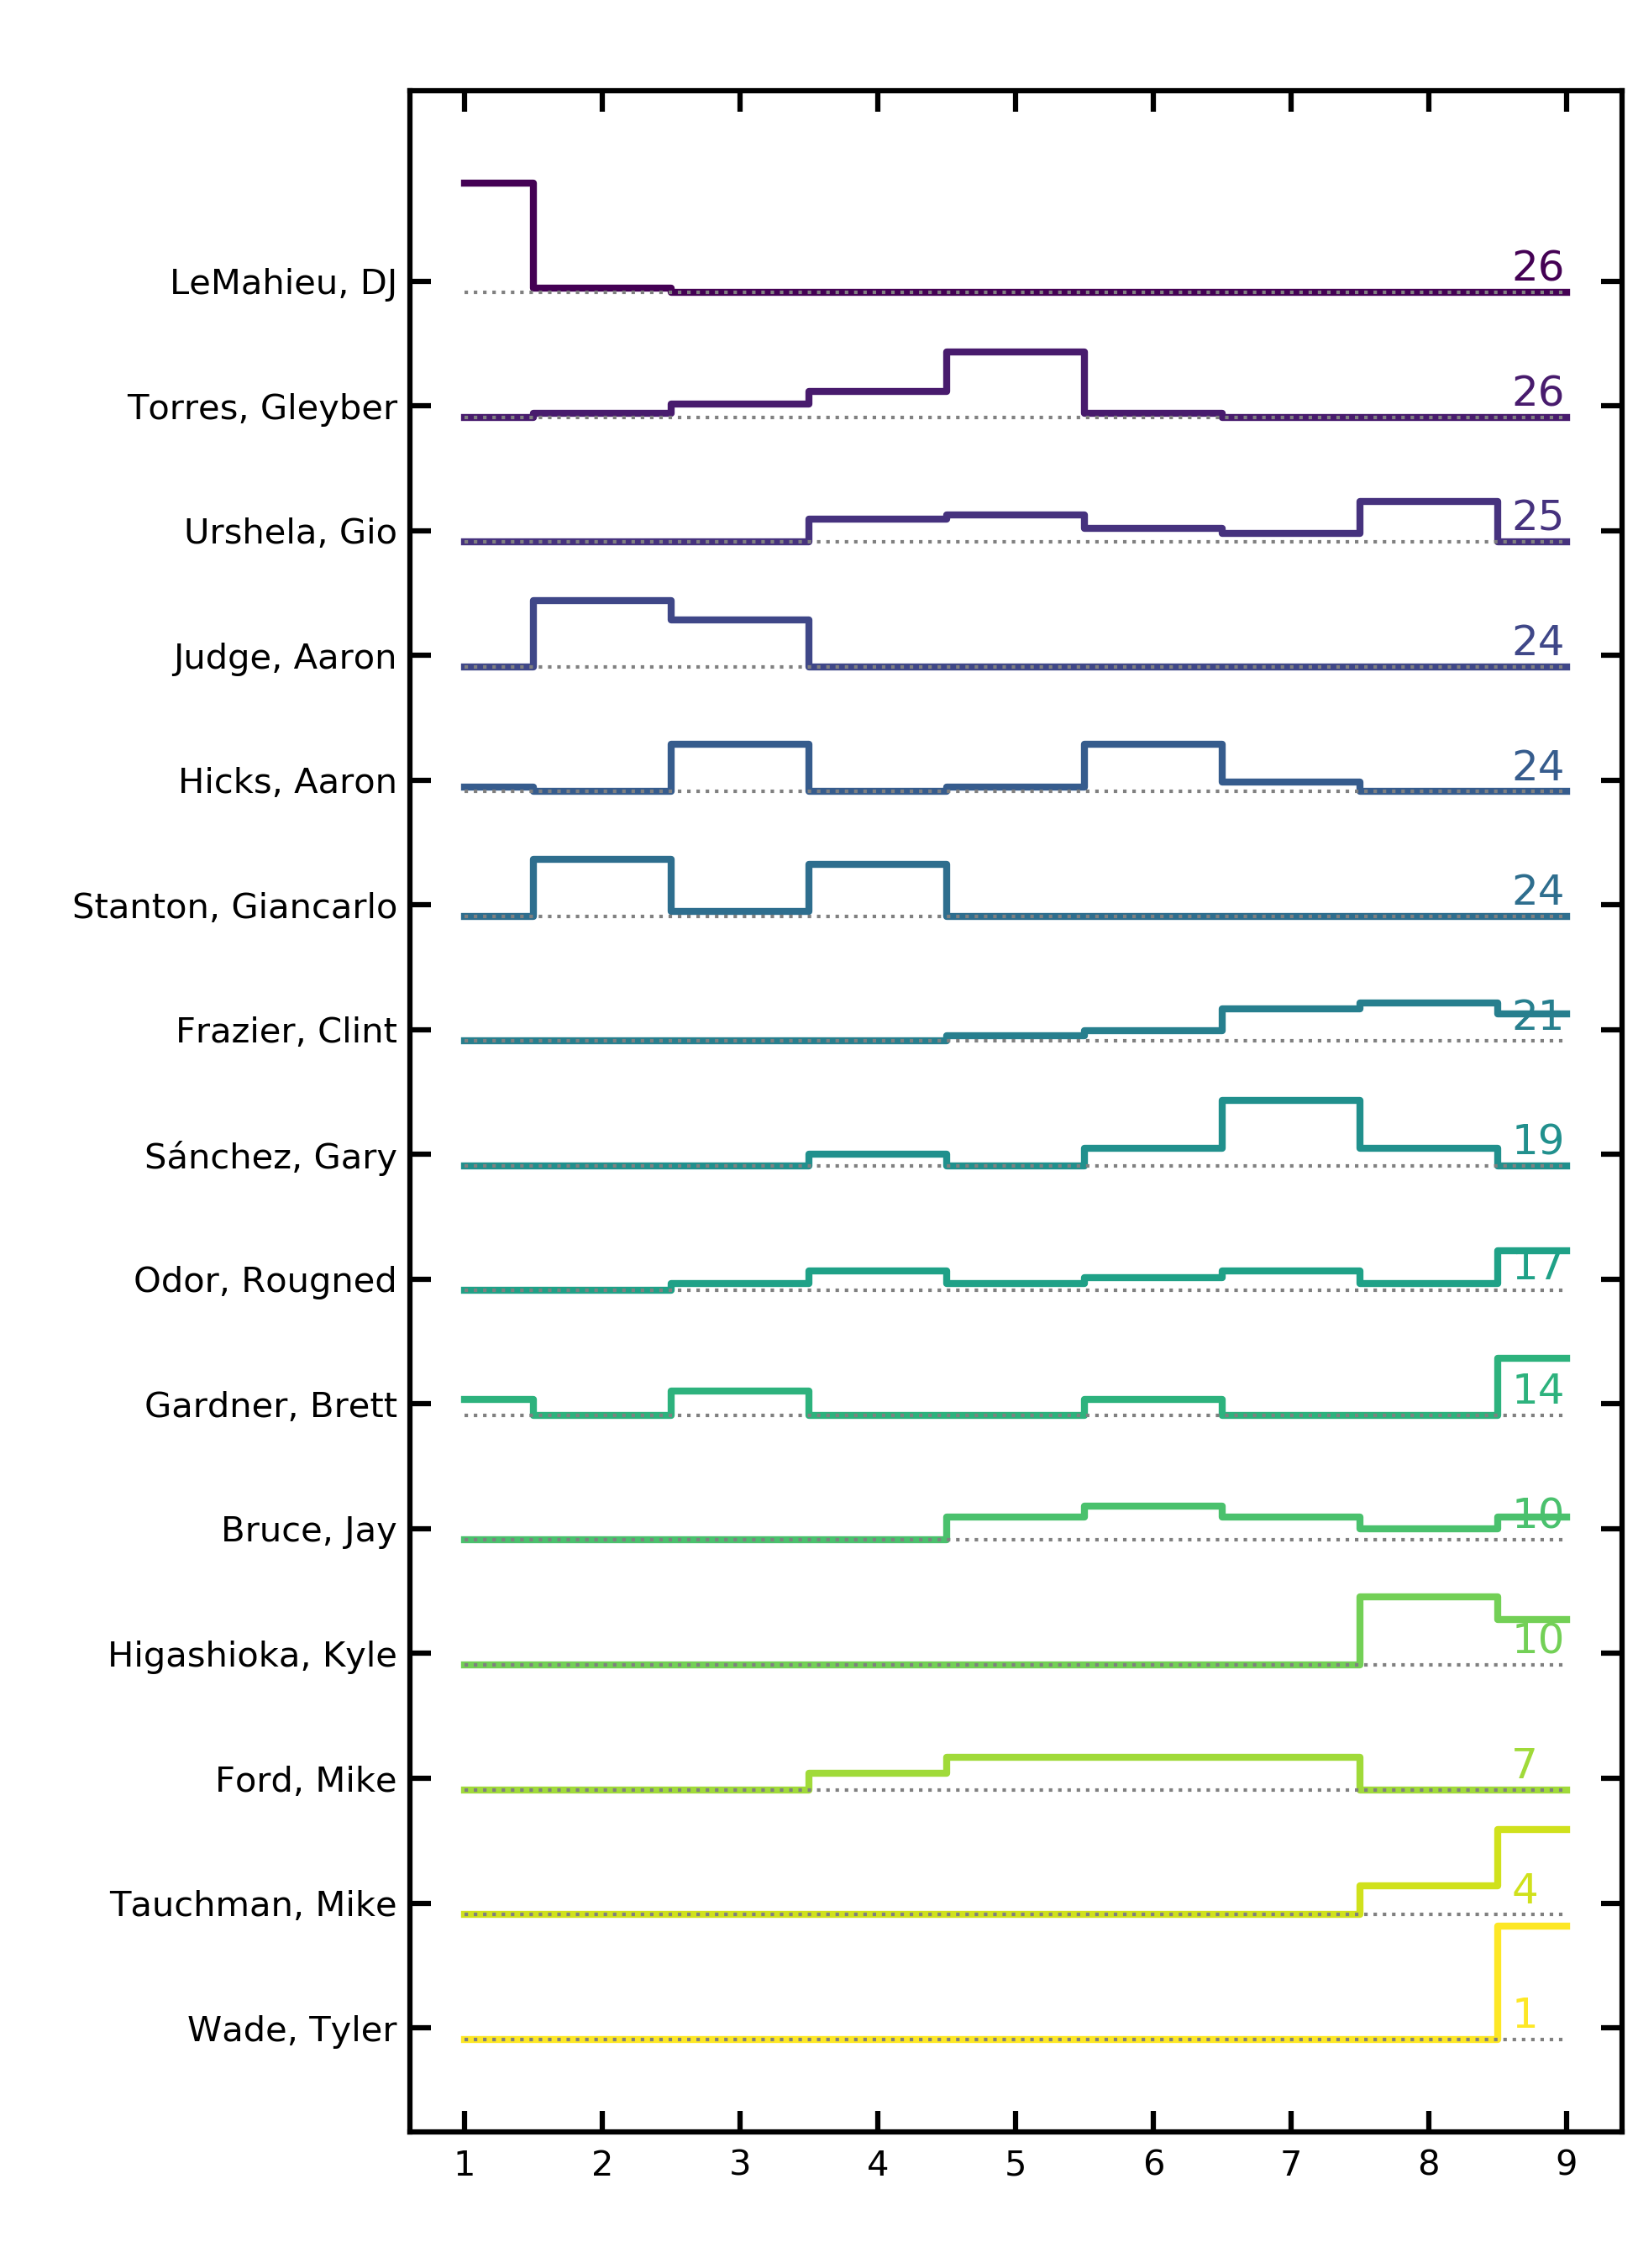 LeMahieu, DJ 26
Torres, Gleyber 26
Urshela, Gio 25
Judge, Aaron 24
Hicks, Aaron 24
Stanton, Giancarlo 24
Frazier, Clint 21
Sánchez, Gary 19
Odor, Rougned 17
Gardner, Brett 14
Bruce, Jay 10
Higashioka, Kyle 10
Ford, Mike 7
Tauchman, Mike 4
Wade, Tyler 1
1 2 3 4 5 6 7 8 9